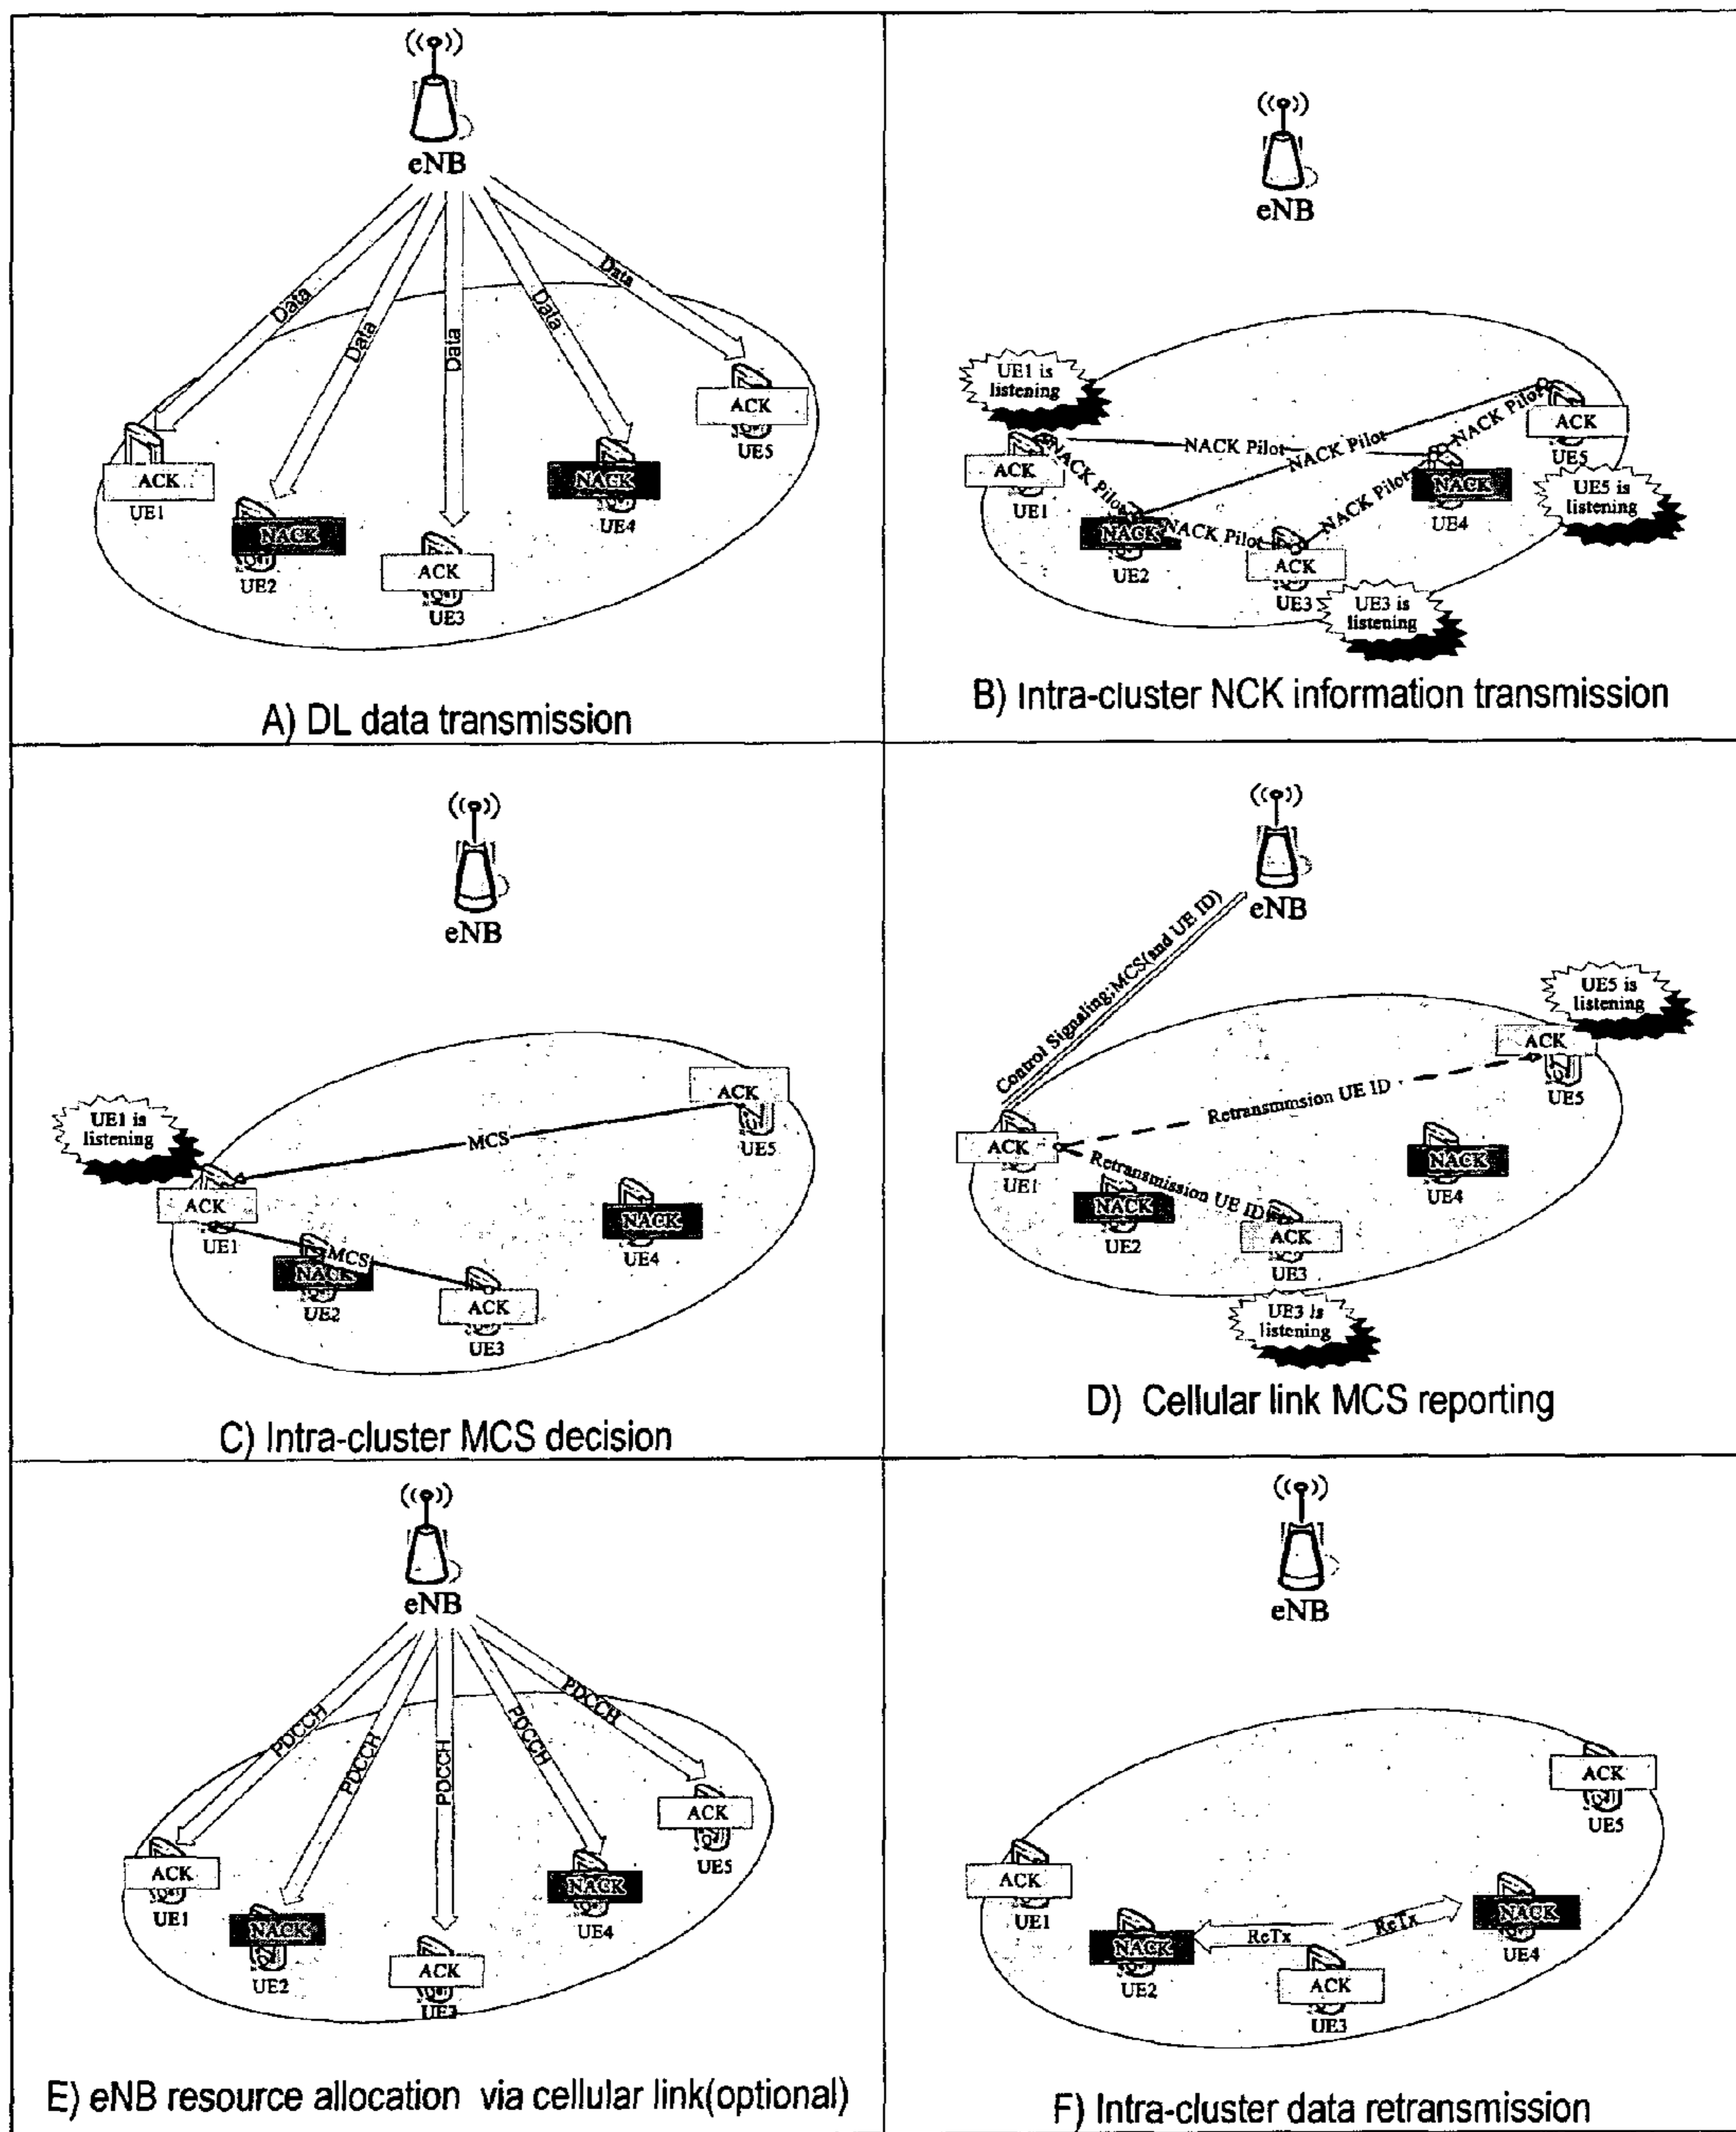 eNB
Data
Data
Data
Data
Data
ACK
UE1
NACK
UE2
ACK
UE3
NACK
UE4
ACK
UE5
A) DL data transmission
eNB
UE1 is
listening
NACK Pilot
NACK Pilot
NACK Pilot
NACK Pilot
NACK Pilot
NACK Pilot
ACK
UE1
NACK
UE2
ACK
UE3
NACK
UE4
ACK
UE5
UE5 is
listening
UE3 is
listening
B) Intra-cluster NCK information transmission
eNB
UE1 is
listening
MCS
MCS
ACK
UE1
NACK
UE2
ACK
UE3
NACK
UE4
ACK
UE5
C) Intra-cluster MCS decision
eNB
Control Signaling;MCS(and UE ID)
UE5 is
listening
Retransmmsion UE ID
Retransmission UE ID
ACK
UE1
NACK
UE2
ACK
UE3
NACK
UE4
ACK
UE5
UE3 is
listening
D) Cellular link MCS reporting
eNB
PDCCH
PDCCH
PDCCH
PDCCH
PDCCH
ACK
UE1
NACK
UE2
ACK
UE3
NACK
UE4
ACK
UE5
E) eNB resource allocation via cellular link(optional)
eNB
ACK
UE1
NACK
UE2
ReTx
ReTx
ACK
UE3
NACK
UE4
ACK
UE5
F) Intra-cluster data retransmission